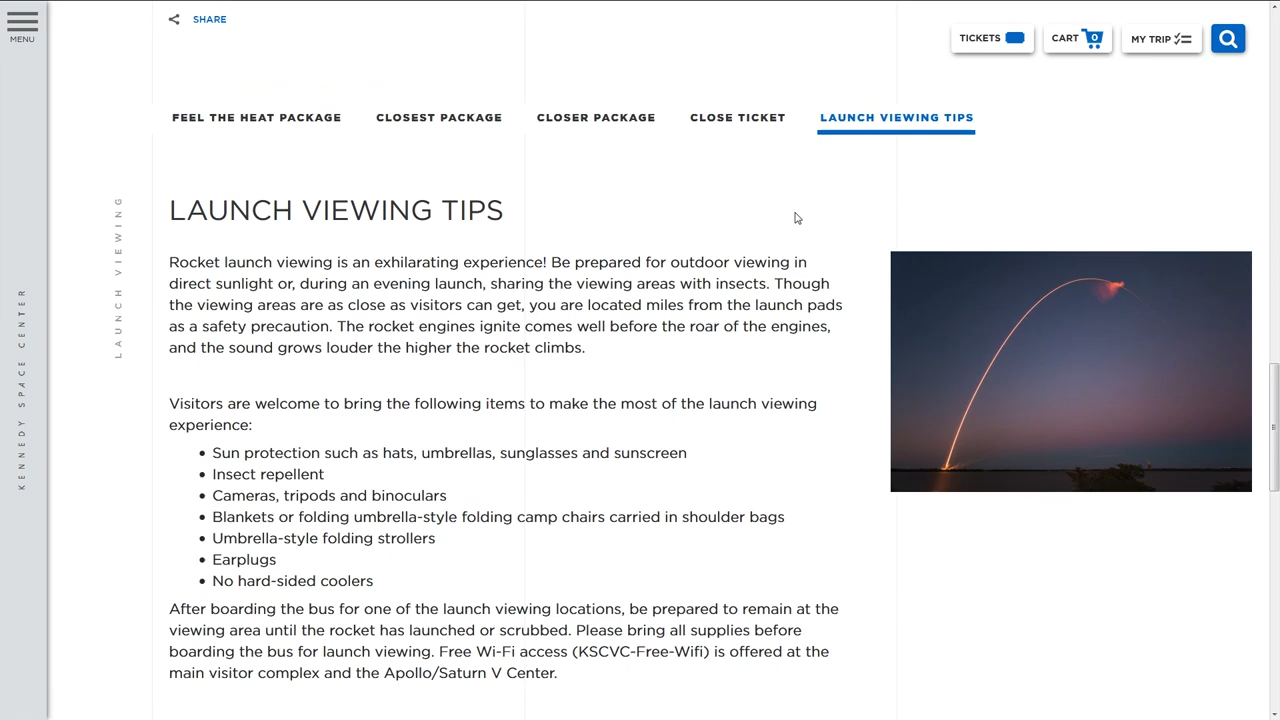 SHARE
MENU
TICKETS
CART 0
MY TRIP
FEEL THE HEAT PACKAGE
CLOSEST PACKAGE
CLOSER PACKAGE
CLOSE TICKET
LAUNCH VIEWING TIPS
KENNEDY SPACE CENTER
LAUNCH VIEWING
LAUNCH VIEWING TIPS
Rocket launch viewing is an exhilarating experience! Be prepared for outdoor viewing in
direct sunlight or, during an evening launch, sharing the viewing areas with insects. Though
the viewing areas are as close as visitors can get, you are located miles from the launch pads
as a safety precaution. The rocket engines ignite comes well before the roar of the engines,
and the sound grows louder the higher the rocket climbs.
Visitors are welcome to bring the following items to make the most of the launch viewing
experience:
• Sun protection such as hats, umbrellas, sunglasses and sunscreen
• Insect repellent
• Cameras, tripods and binoculars
• Blankets or folding umbrella-style folding camp chairs carried in shoulder bags
• Umbrella-style folding strollers
• Earplugs
• No hard-sided coolers
After boarding the bus for one of the launch viewing locations, be prepared to remain at the
viewing area until the rocket has launched or scrubbed. Please bring all supplies before
boarding the bus for launch viewing. Free Wi-Fi access (KSCVC-Free-Wifi) is offered at the
main visitor complex and the Apollo/Saturn V Center.